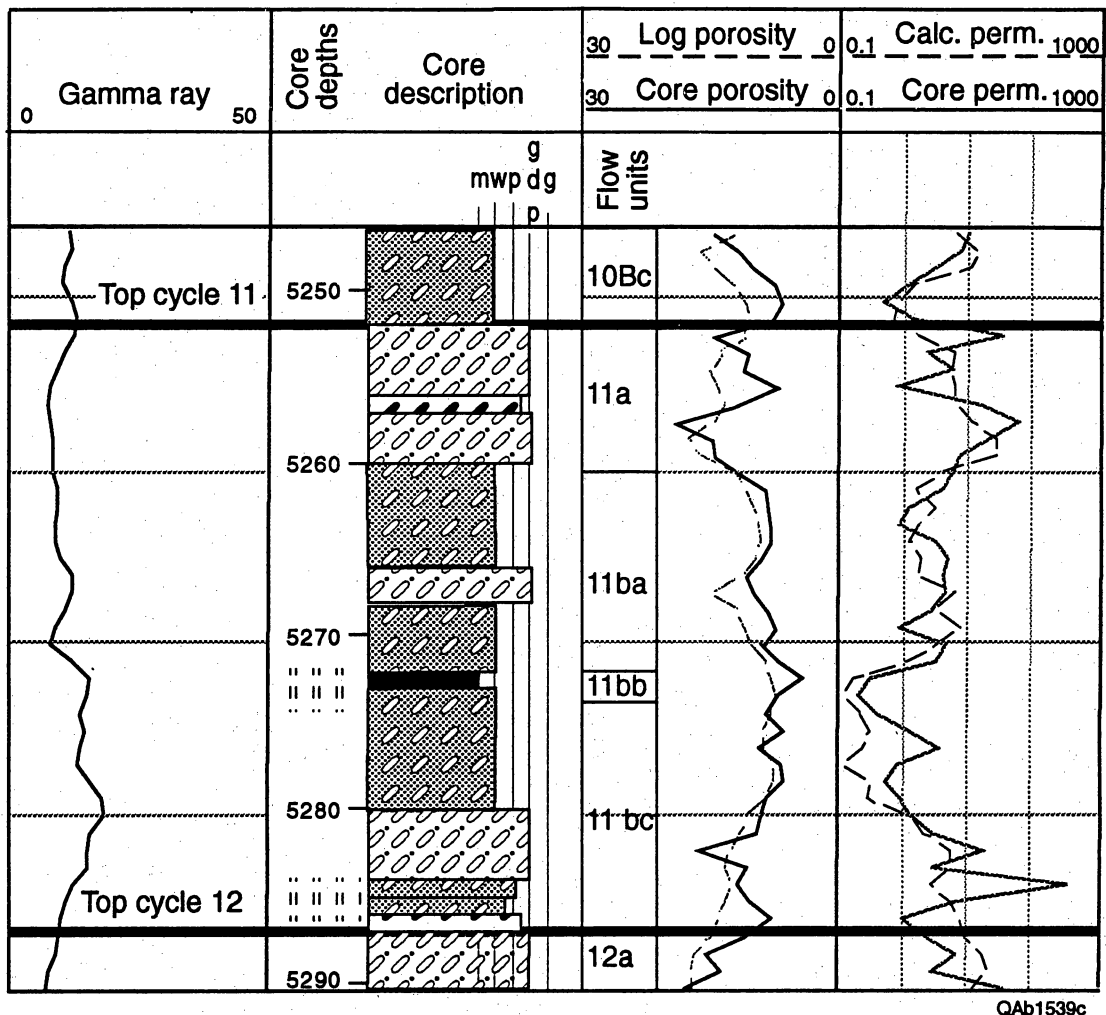 Gamma ray
0 50
Core depths
Core description
30 Log porosity 0
30 Core porosity 0
0.1 Calc. perm. 1000
0.1 Core perm. 1000
Flow units
m w p g d p g
10Bc
Top cycle 11
5250
11a
5260
11ba
5270
11bb
5280
11 bc
Top cycle 12
12a
5290
QAb1539c